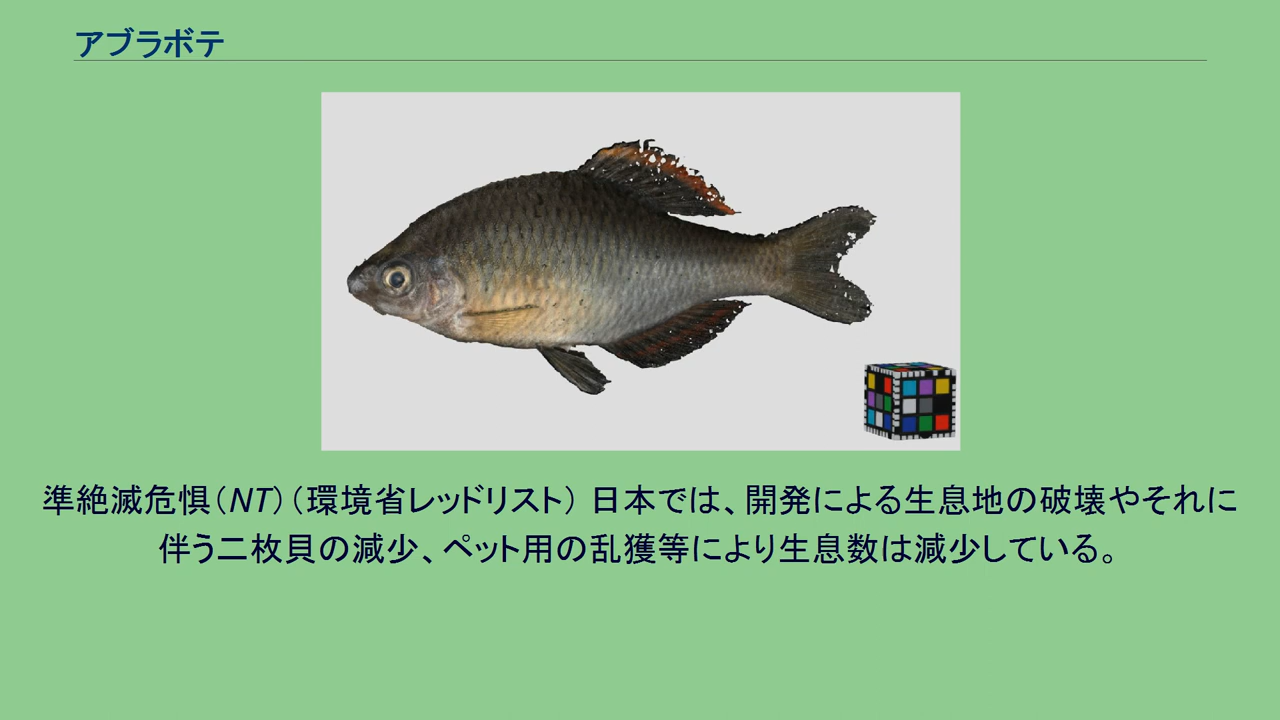 アブラボテ
準絶滅危惧（NT）（環境省レッドリスト） 日本では、開発による生息地の破壊やそれに
伴う二枚貝の減少、ペット用の乱獲等により生息数は減少している。